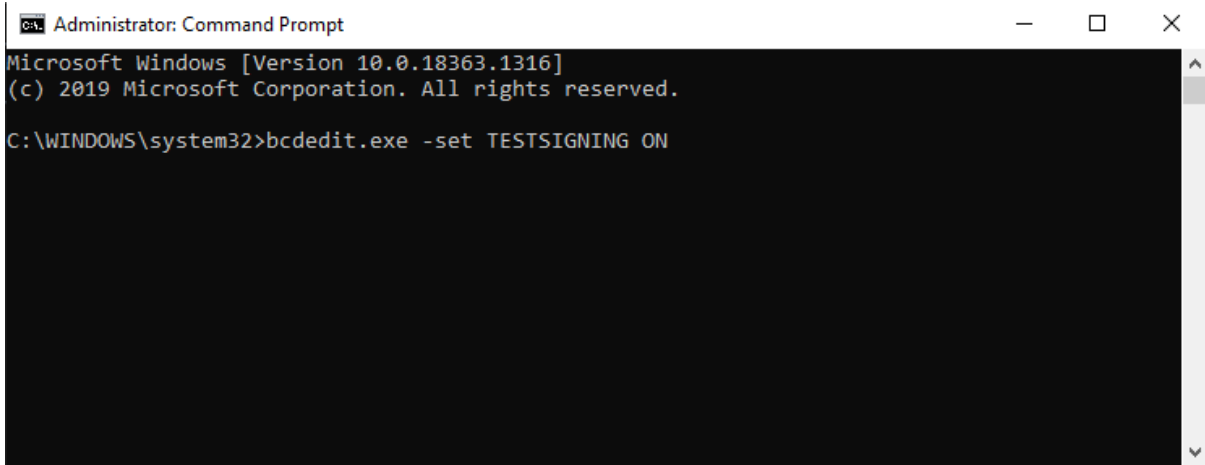 Administrator: Command Prompt
Microsoft Windows [Version 10.0.18363.1316]
(c) 2019 Microsoft Corporation. All rights reserved.
C:\WINDOWS\system32>bcdedit.exe -set TESTSIGNING ON